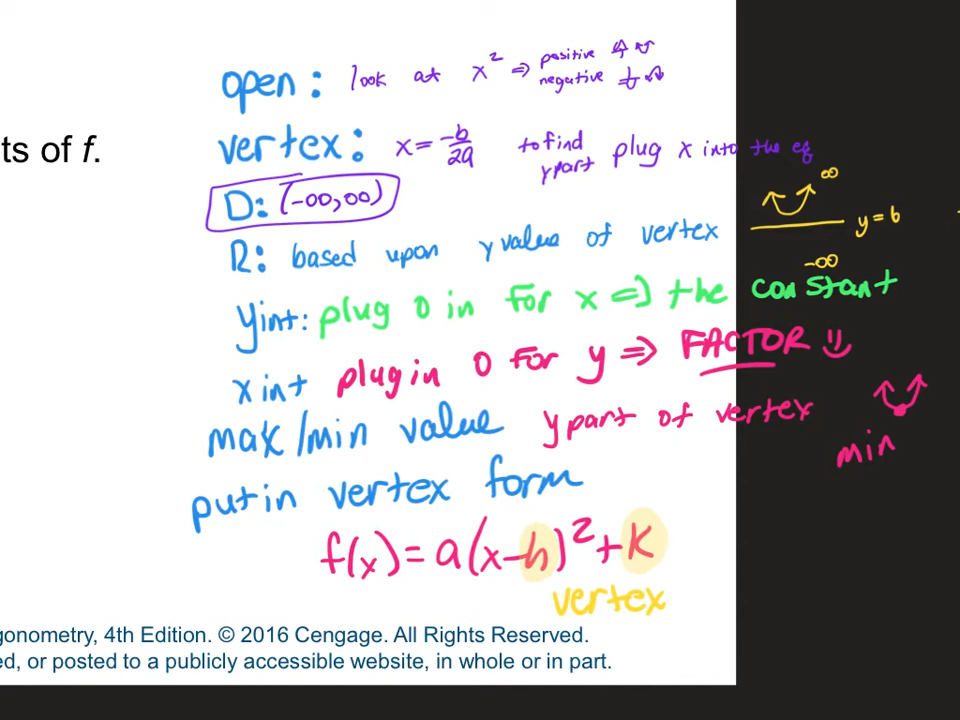 open: look at x² ⇒ positive
negative
ts of f.
vertex: x = -b/2a to find y part plug x into the eq
D: (-∞,∞)
∞
R: based upon y value of vertex
y = 6
-∞
y int: plug 0 in for x ⇒ the constant
x int plug in 0 for y ⇒ FACTOR
max/min value y part of vertex
min
put in vertex form
f(x) = a(x-h)² + k
vertex
gonometry, 4th Edition. © 2016 Cengage. All Rights Reserved.
ed, or posted to a publicly accessible website, in whole or in part.